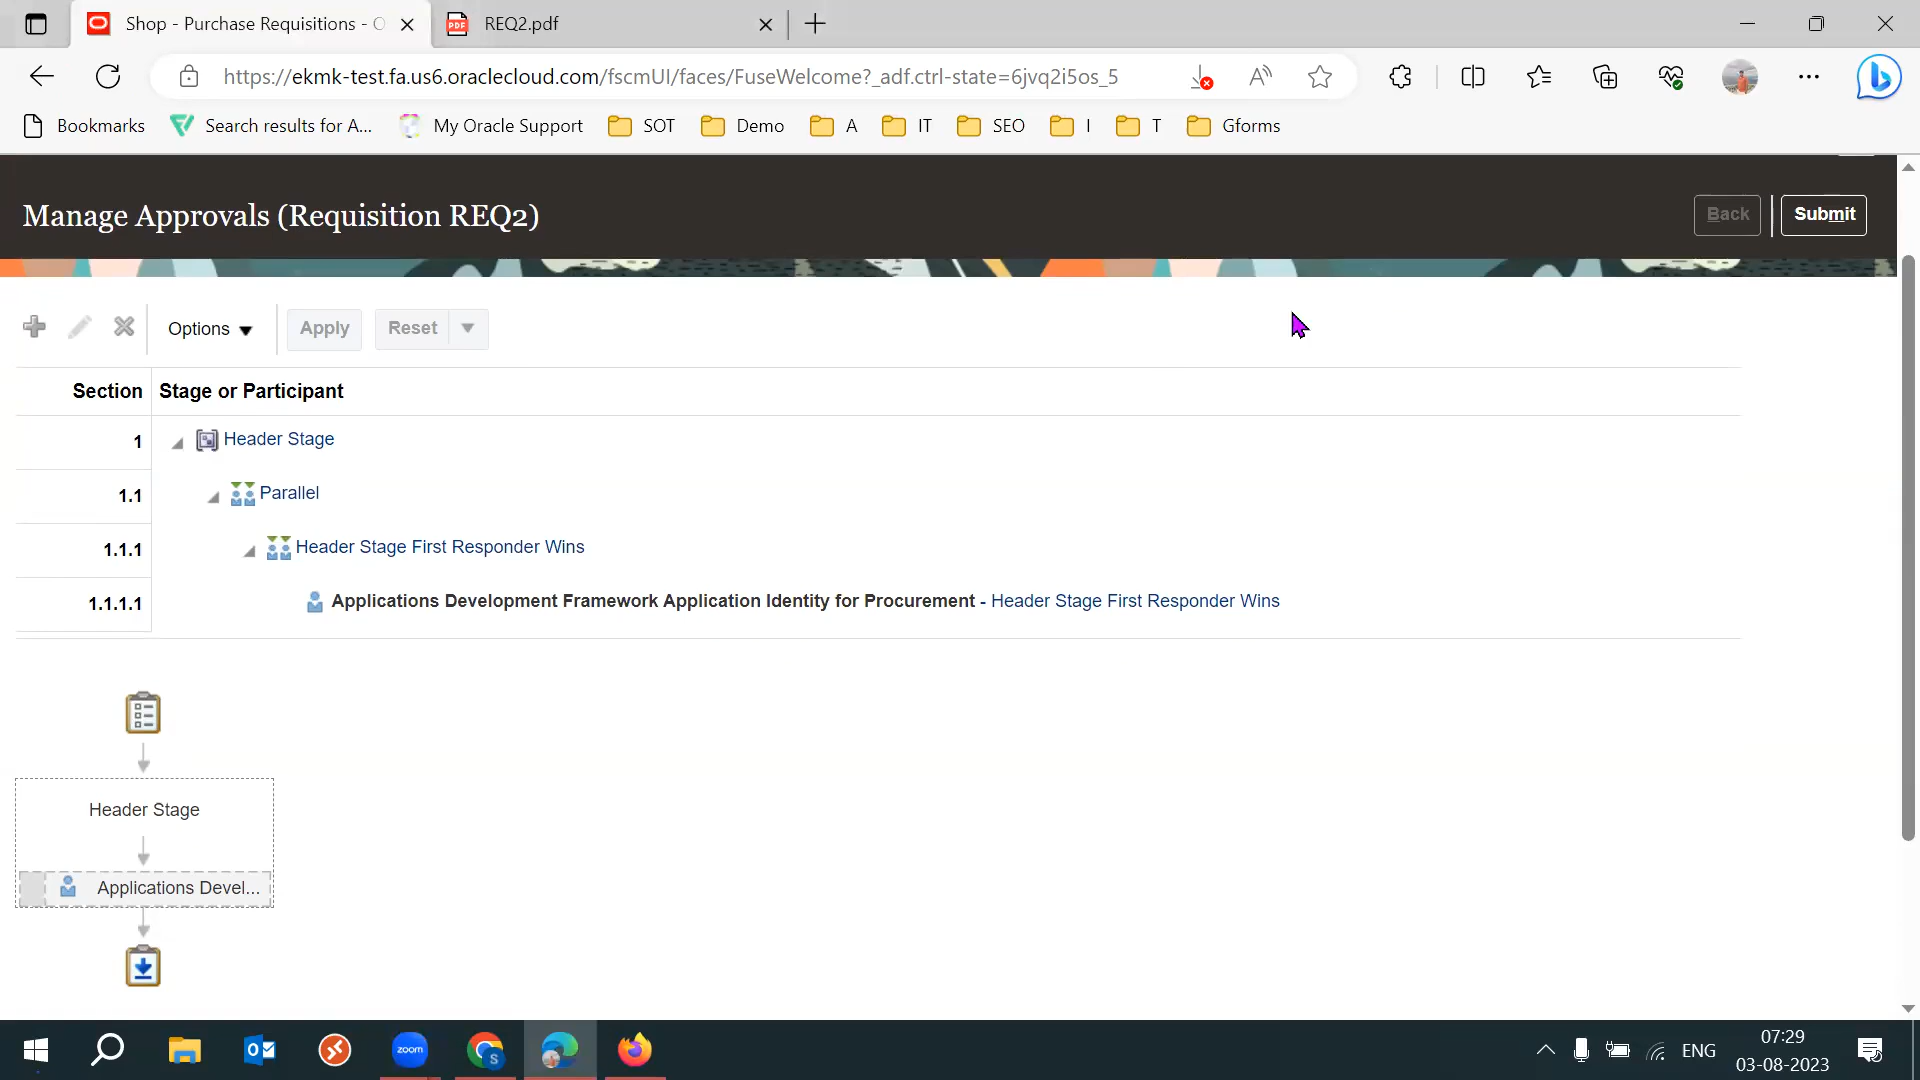 Shop - Purchase Requisitions - O
REQ2.pdf
https://ekmk-test.fa.us6.oraclecloud.com/fscmUI/faces/FuseWelcome?_adf.ctrl-state=6jvq2i5os_5
Bookmarks
Search results for A...
My Oracle Support
SOT
Demo
A
IT
SEO
I
T
Gforms
Manage Approvals (Requisition REQ2)
Back
Submit
Options
Apply
Reset
Section Stage or Participant
1 Header Stage
1.1 Parallel
1.1.1 Header Stage First Responder Wins
1.1.1.1 Applications Development Framework Application Identity for Procurement - Header Stage First Responder Wins
Header Stage
Applications Devel...
zoom
S
ENG
07:29
03-08-2023